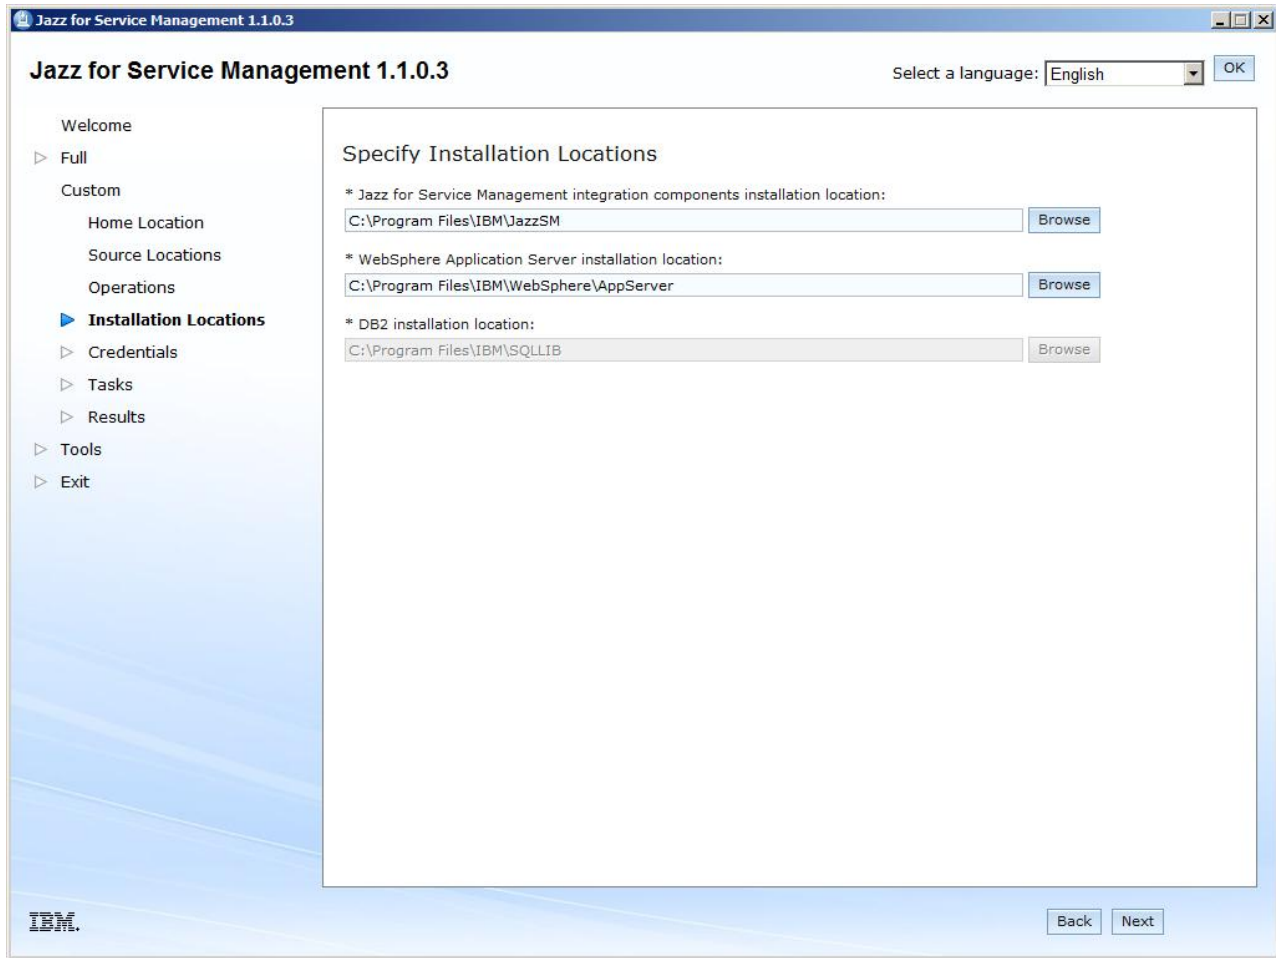 Jazz for Service Management 1.1.0.3
Jazz for Service Management 1.1.0.3
Select a language: English OK
Welcome
Full
Custom
Home Location
Source Locations
Operations
Installation Locations
Credentials
Tasks
Results
Tools
Exit
Specify Installation Locations
* Jazz for Service Management integration components installation location:
C:\Program Files\IBM\JazzSM Browse
* WebSphere Application Server installation location:
C:\Program Files\IBM\WebSphere\AppServer Browse
* DB2 installation location:
C:\Program Files\IBM\SQLLIB Browse
IBM.
Back Next